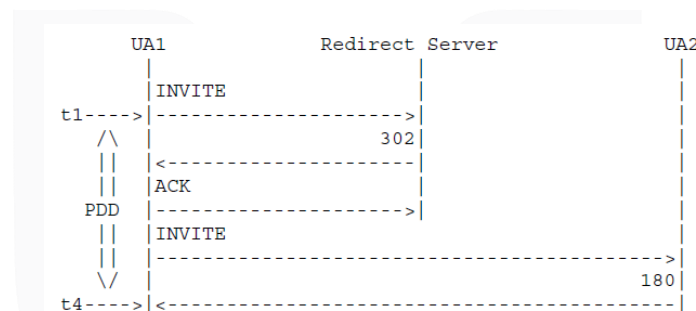 UA1 Redirect Server UA2
INVITE
t1---->|--------------------->|
/\ 302
|| |<---------------------|
|| ACK
PDD |--------------------->|
|| INVITE
|| |------------------------------------------>|
\/ 180
t4---->|<------------------------------------------|